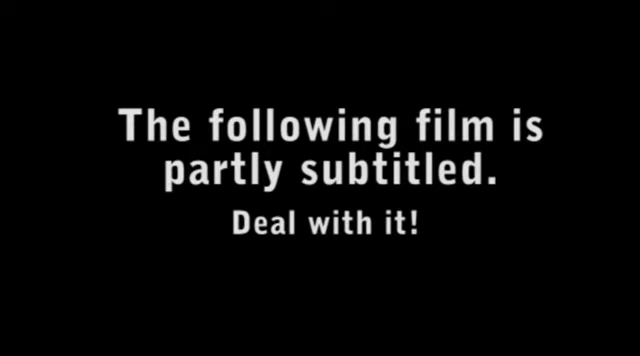 The following film is
partly subtitled.
Deal with it!